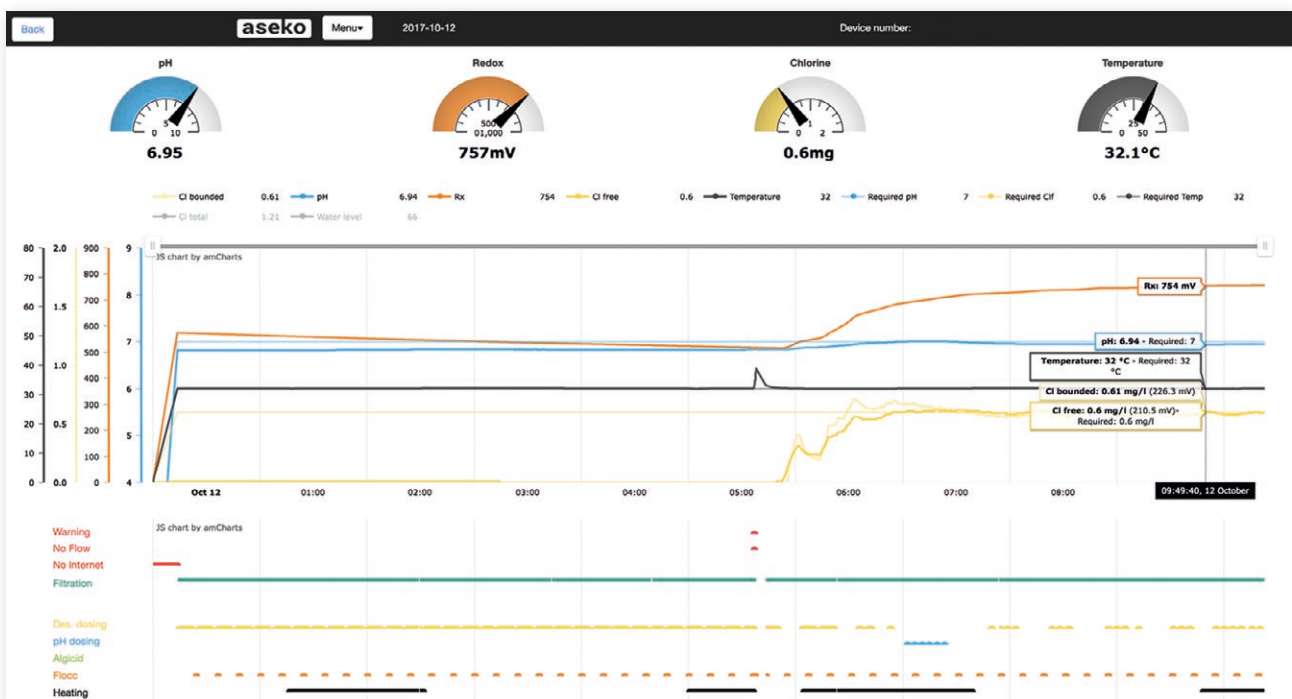 Back aseko Menu 2017-10-12 Device number:
pH Redox Chlorine Temperature
5 500 1 25
0 10 01,000 0 2 0 50
6.95 757mV 0.6mg 32.1°C
Cl bounded 0.61 pH 6.94 Rx 754 Cl free 0.6 Temperature 32 Required pH 7 Required Clf 0.6 Required Temp 32
Cl total 1.21 Water level 66
80 2.0 900 9
JS chart by amCharts
70 800 8
60 1.5 700
600
50 7
40 1.0 500
400
30 6
300
20 0.5 200 5
10 100
0 0.0 0 4
Rx: 754 mV
pH: 6.94 - Required: 7
Temperature: 32 °C - Required: 32
°C
Cl bounded: 0.61 mg/l (226.3 mV)
Cl free: 0.6 mg/l (210.5 mV)-
Required: 0.6 mg/l
Oct 12 01:00 02:00 03:00 04:00 05:00 06:00 07:00 08:00 09:49:40, 12 October
JS chart by amCharts
Warning
No Flow
No Internet
Filtration
Des. dosing
pH dosing
Algicid
Flocc
Heating